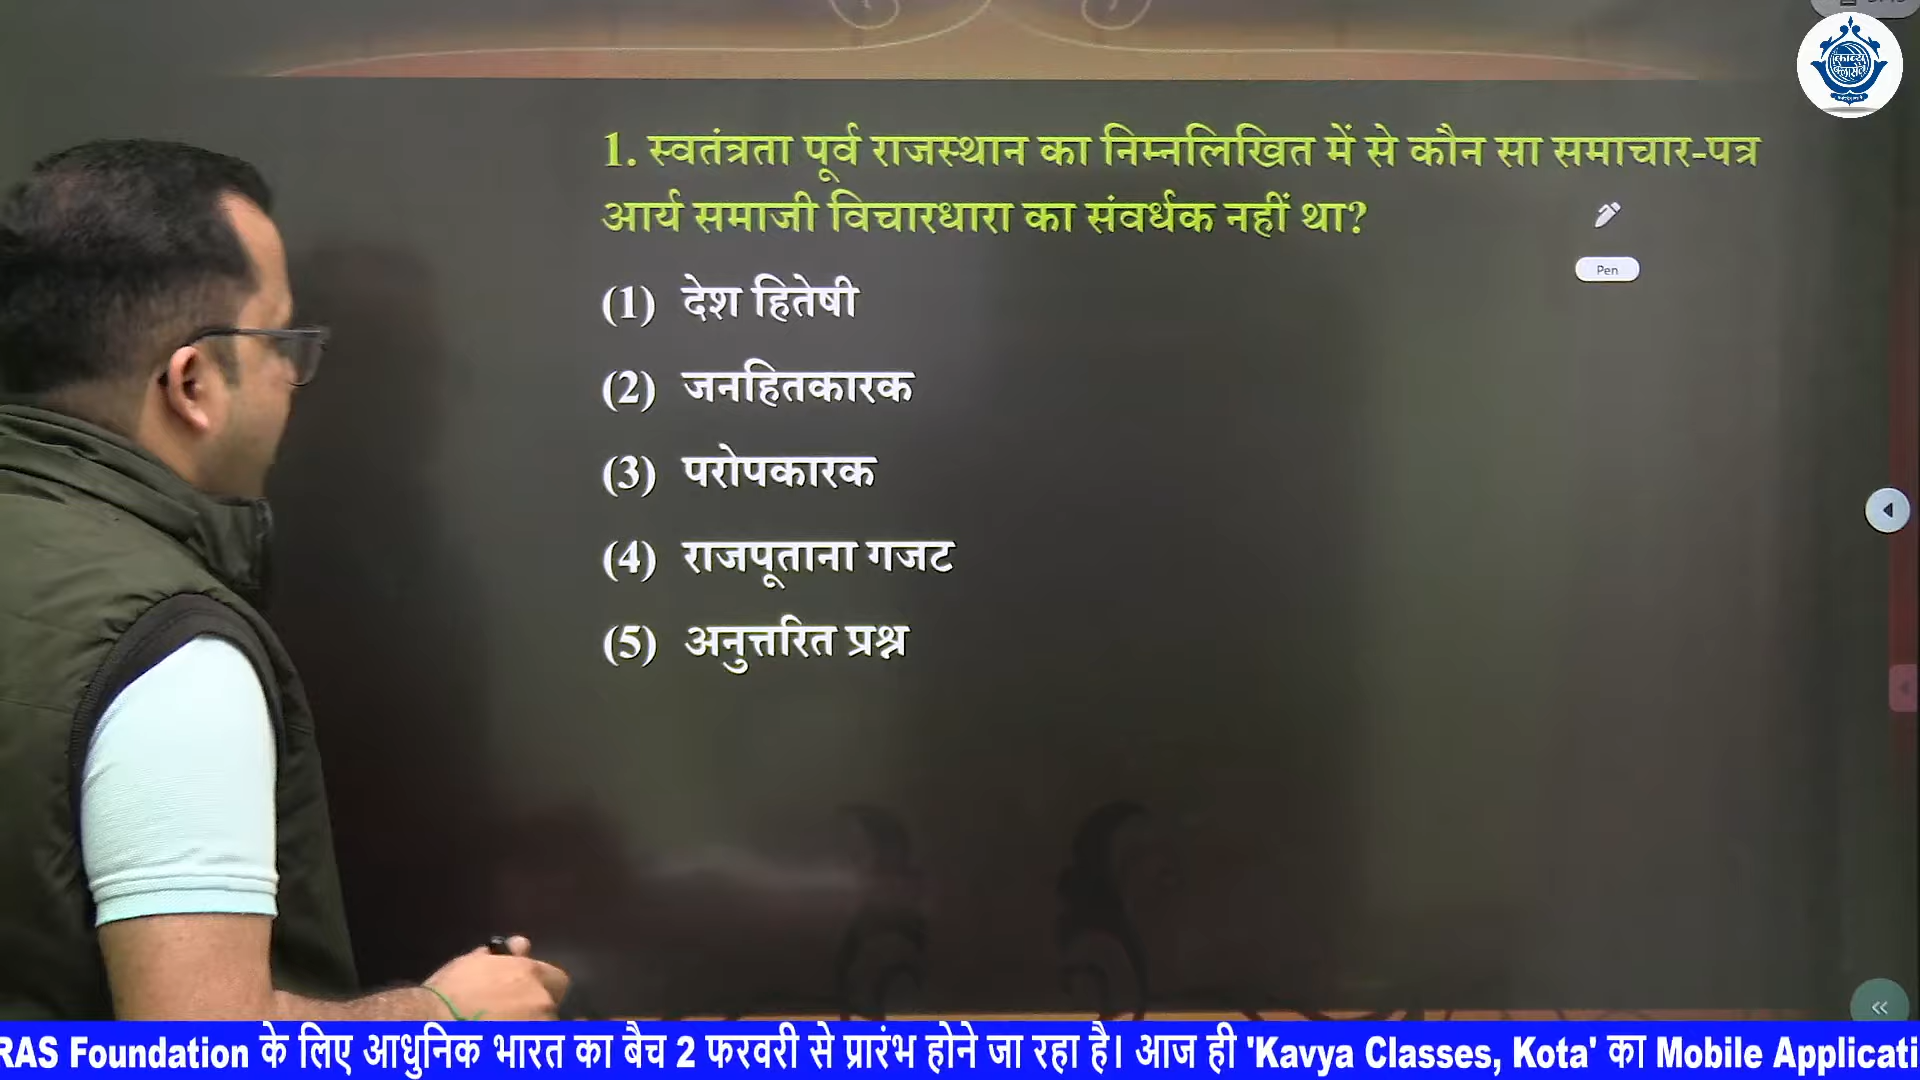 काव्य
क्लासेस
1. स्वतंत्रता पूर्व राजस्थान का निम्नलिखित में से कौन सा समाचार-पत्र
आर्य समाजी विचारधारा का संवर्धक नहीं था?
Pen
(1) देश हितेषी
(2) जनहितकारक
(3) परोपकारक
(4) राजपूताना गजट
(5) अनुत्तरित प्रश्न
RAS Foundation के लिए आधुनिक भारत का बैच 2 फरवरी से प्रारंभ होने जा रहा है। आज ही 'Kavya Classes, Kota' का Mobile Applicati